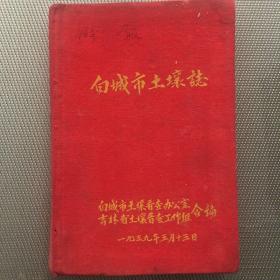 白城市土壤誌
白城市土壤普查办公室
吉林省土壤普查工作组 合编
一九五九年三月十三日